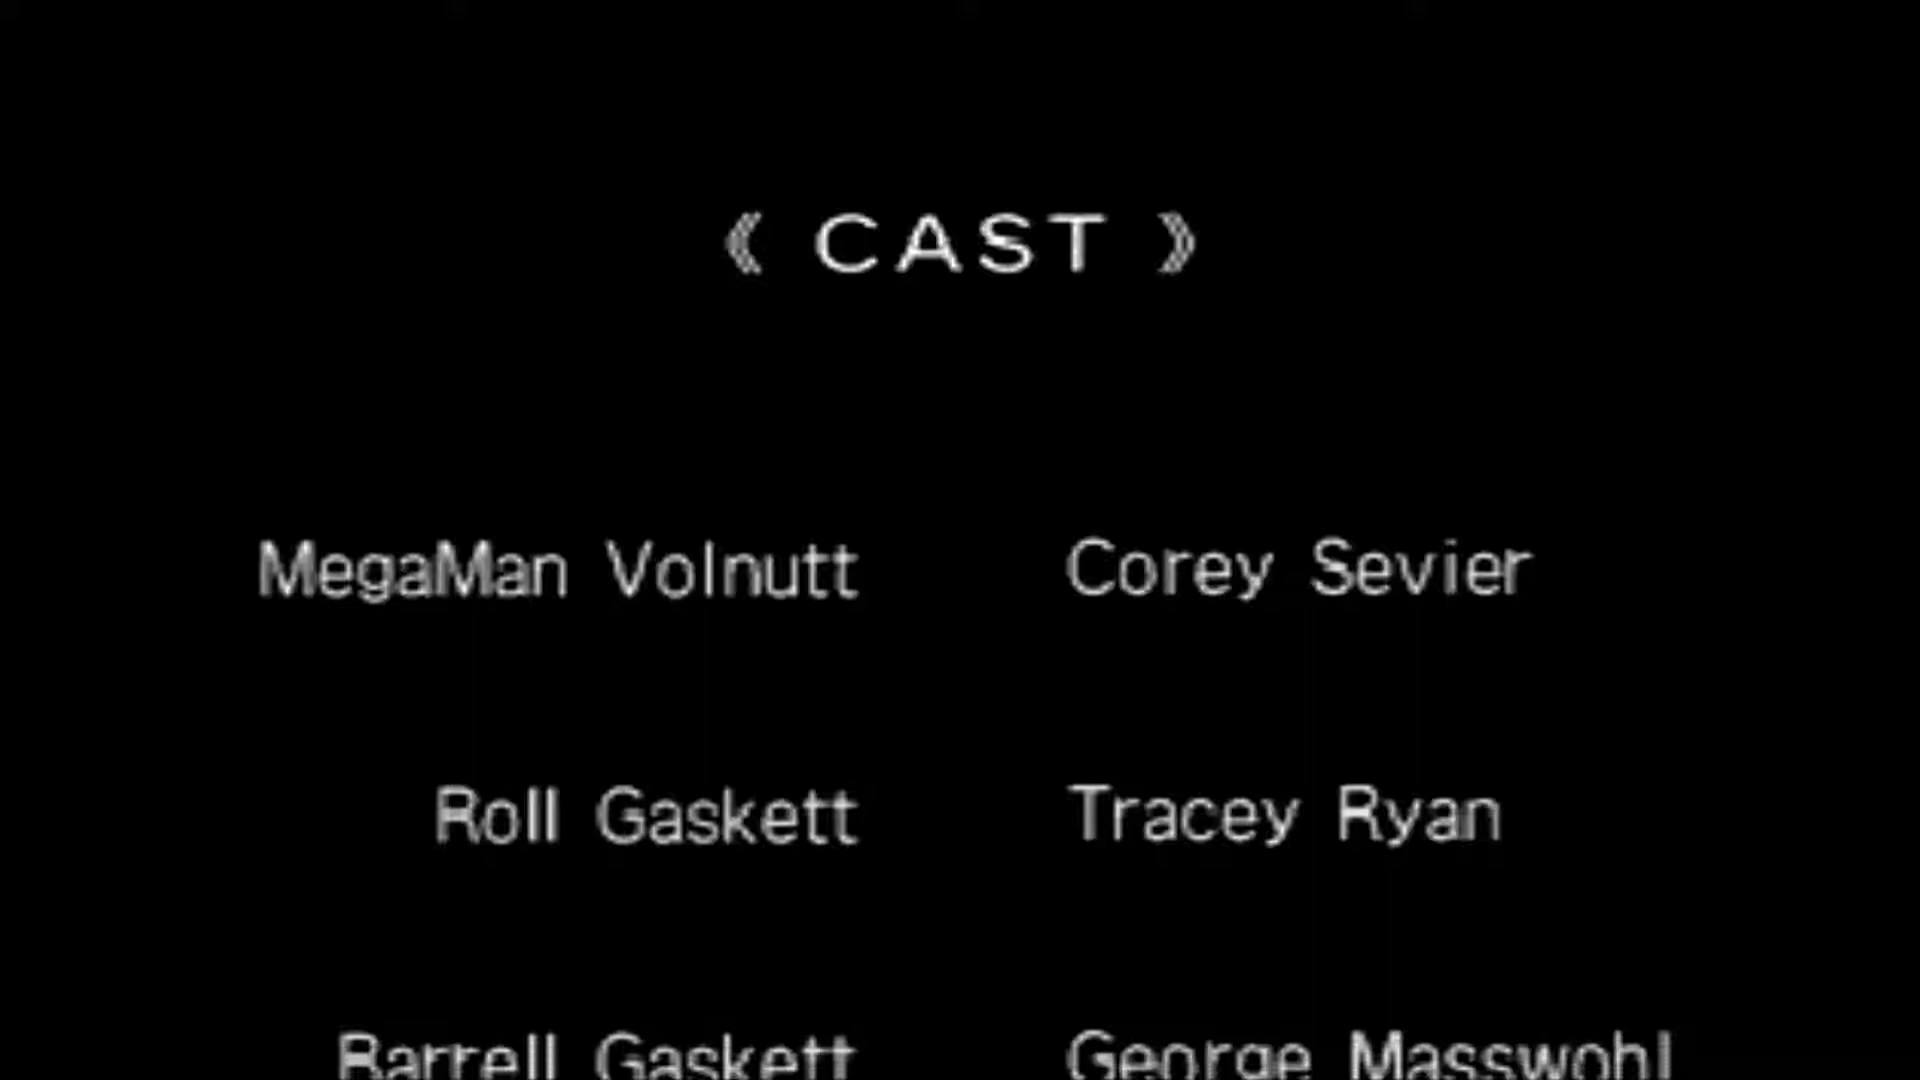 《 CAST 》
MegaMan Volnutt Corey Sevier
Roll Gaskett Tracey Ryan
Barrell Gaskett George Masswohl